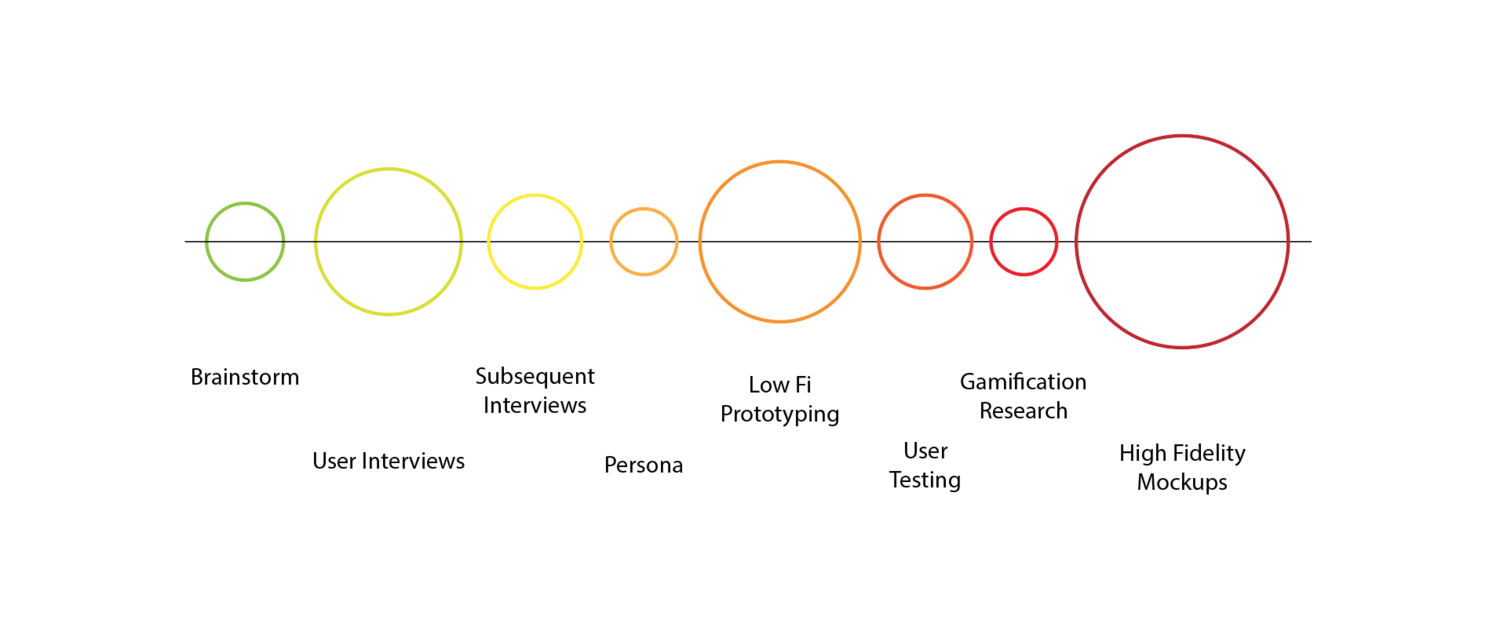 Brainstorm
User Interviews
Subsequent
Interviews
Persona
Low Fi
Prototyping
User
Testing
Gamification
Research
High Fidelity
Mockups